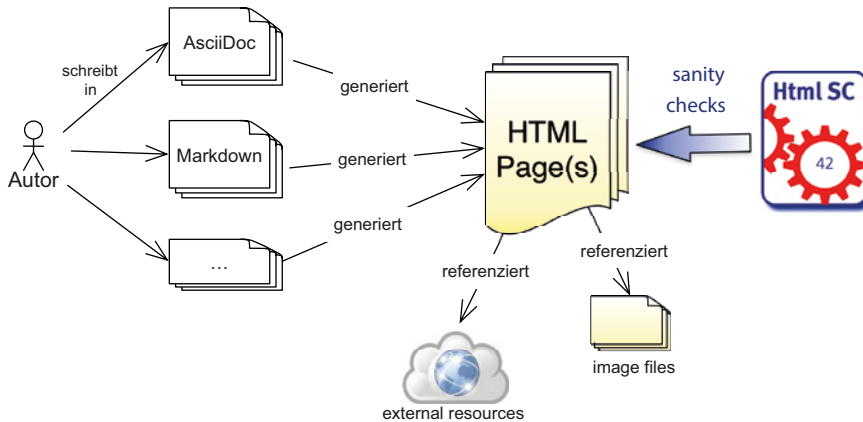 AsciiDoc
schreibt
in
generiert
sanity
checks
Html SC
42
HTML
Page(s)
Autor
Markdown
generiert
generiert
...
referenziert
referenziert
image files
external resources